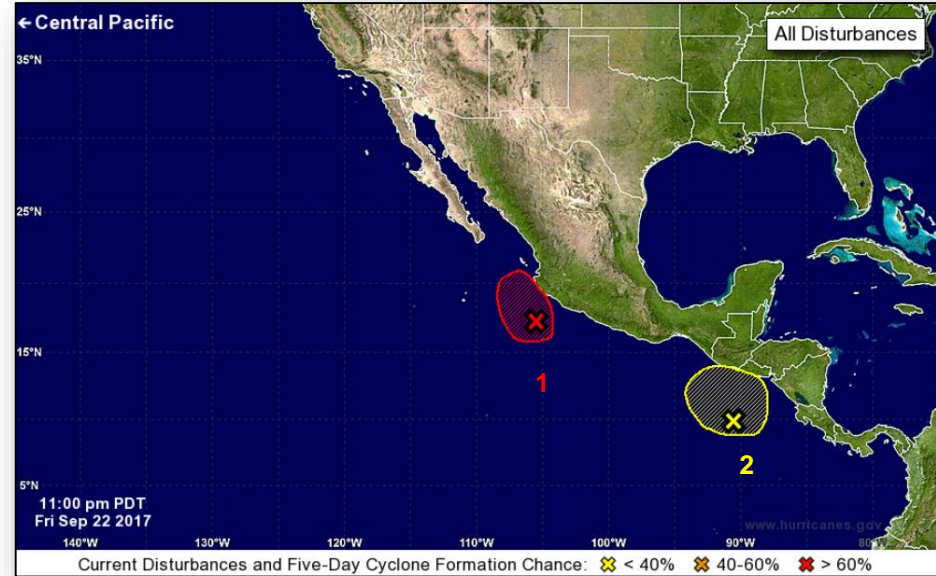 ← Central Pacific
All Disturbances
35°N
25°N
15°N
1
2
5°N
11:00 pm PDT
Fri Sep 22 2017
www.hurricanes.gov
140°W 130°W 120°W 110°W 100°W 90°W 80°W
Current Disturbances and Five-Day Cyclone Formation Chance: < 40% 40-60% > 60%